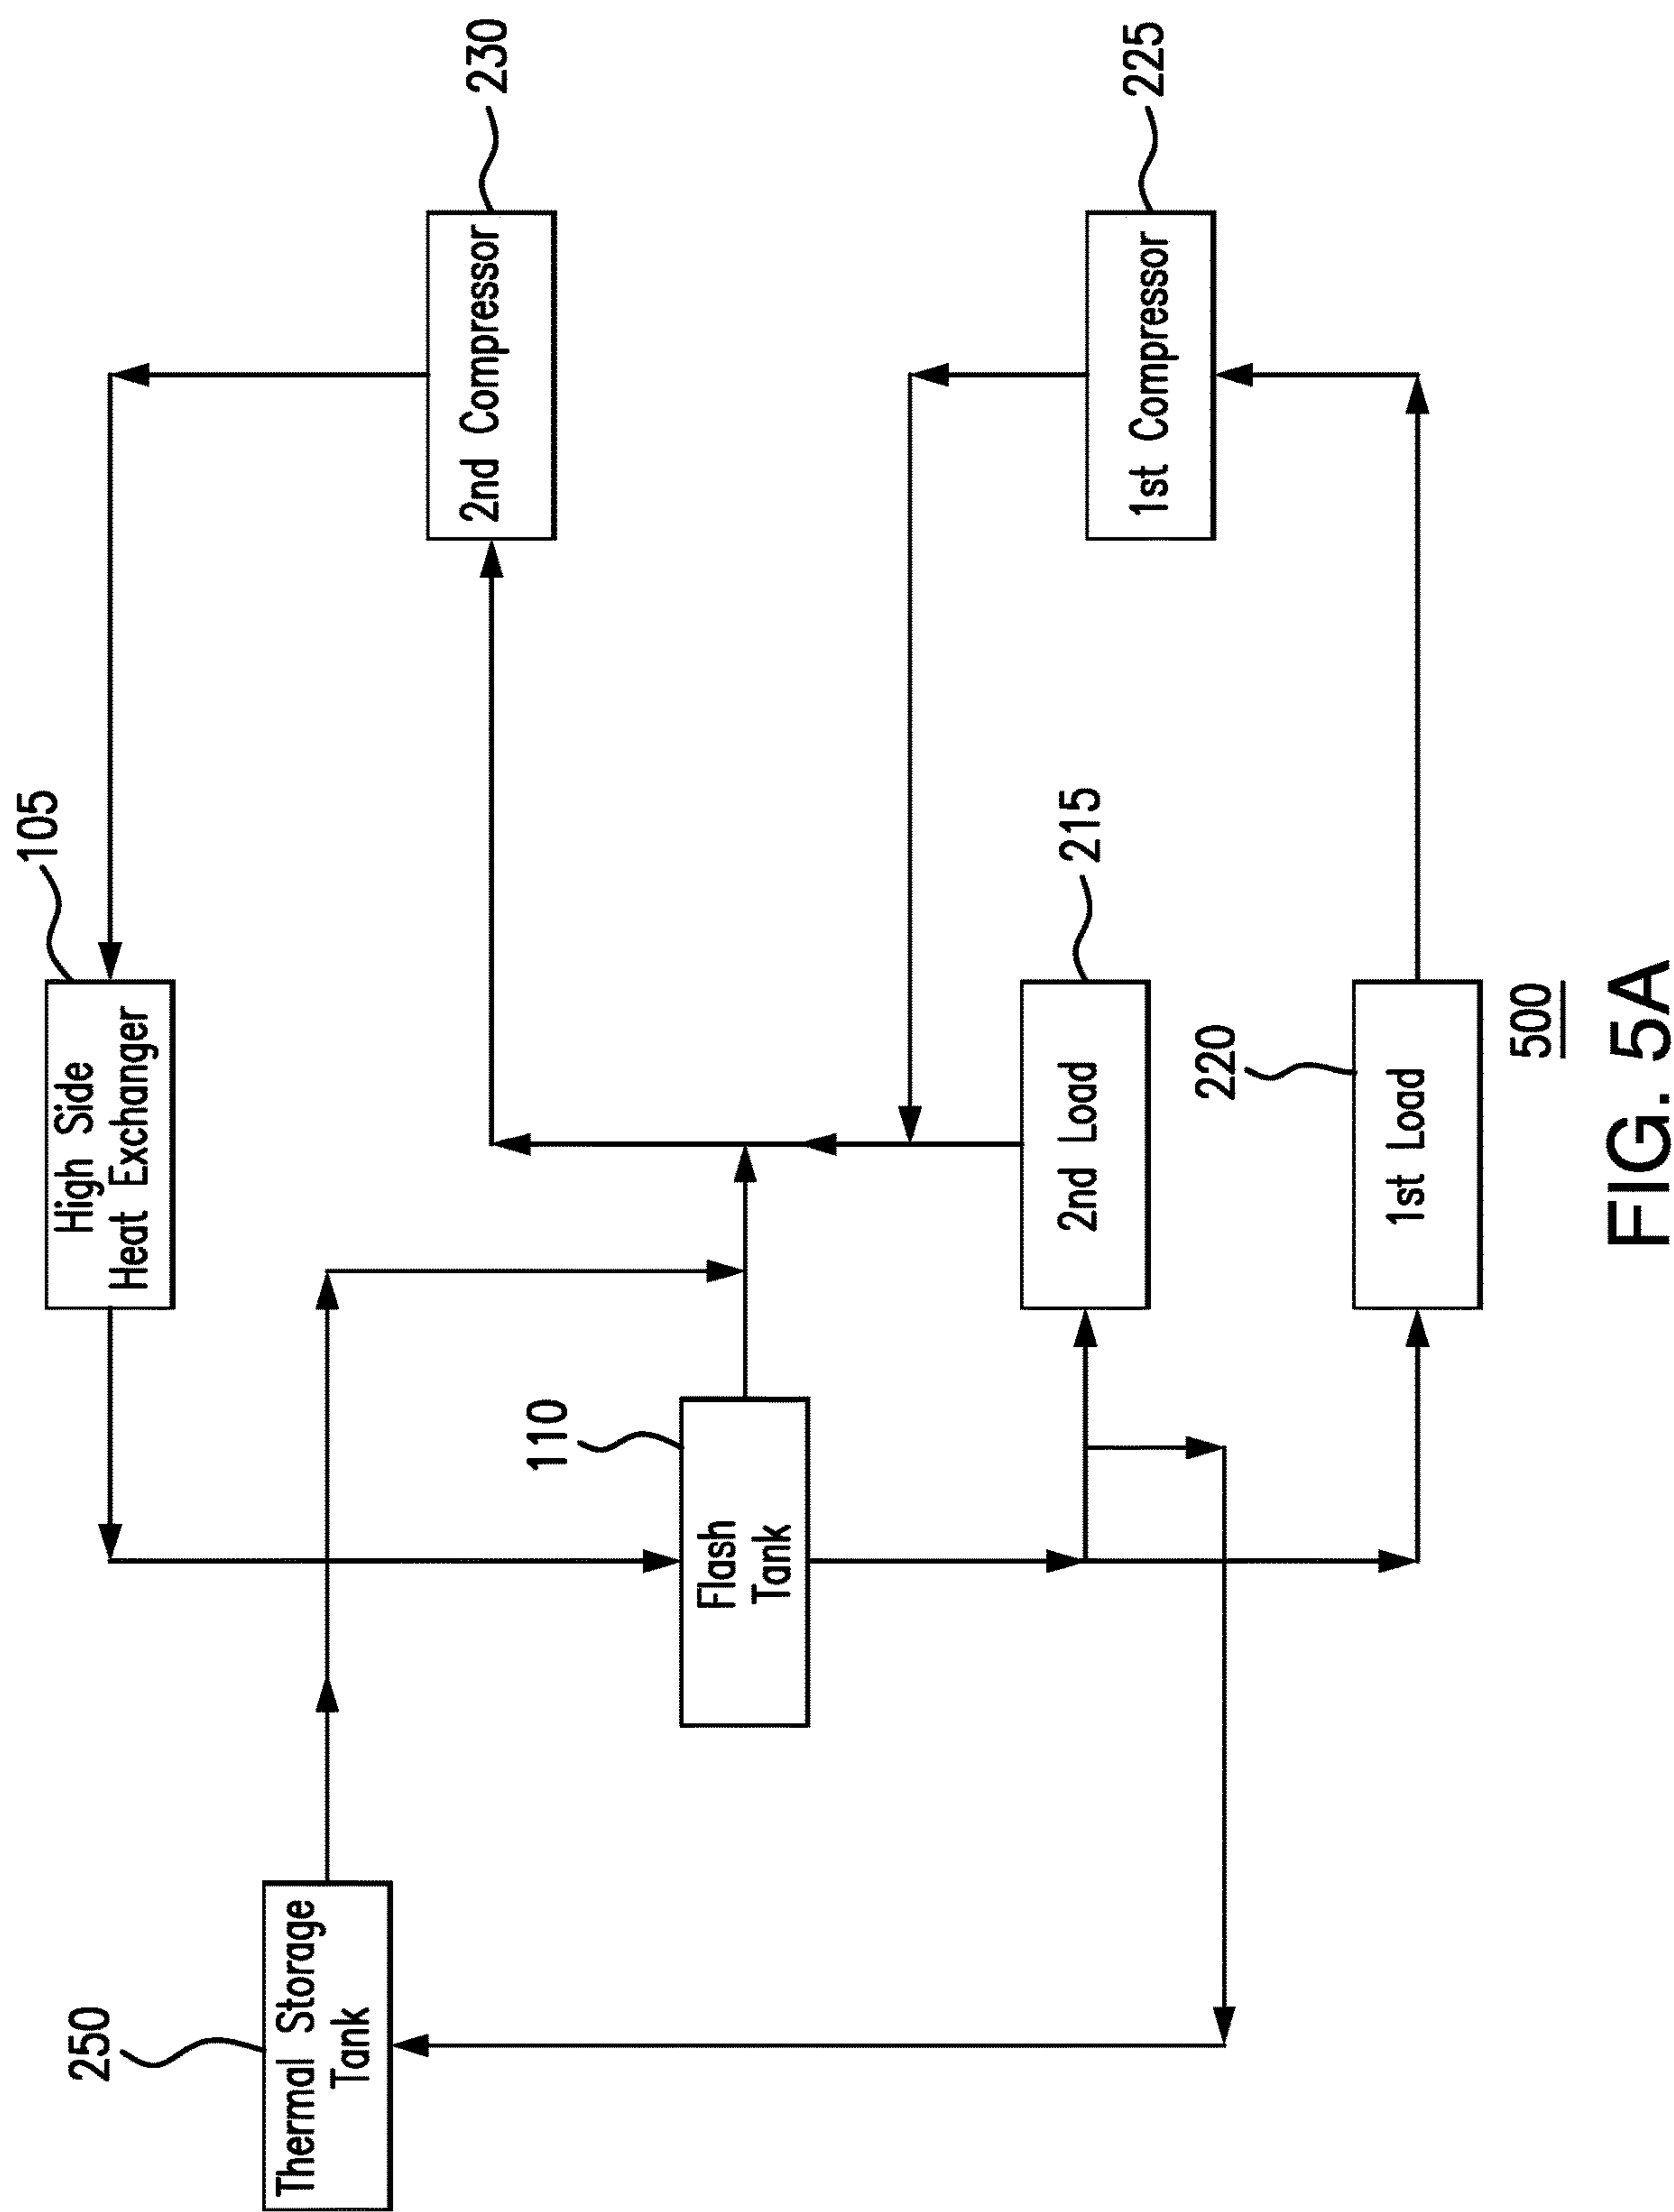 250
Thermal Storage
Tank
High Side
Heat Exchanger
105
2nd Compressor
230
110
Flash
Tank
2nd Load
215
1st Compressor
225
220
1st Load
500
FIG. 5A